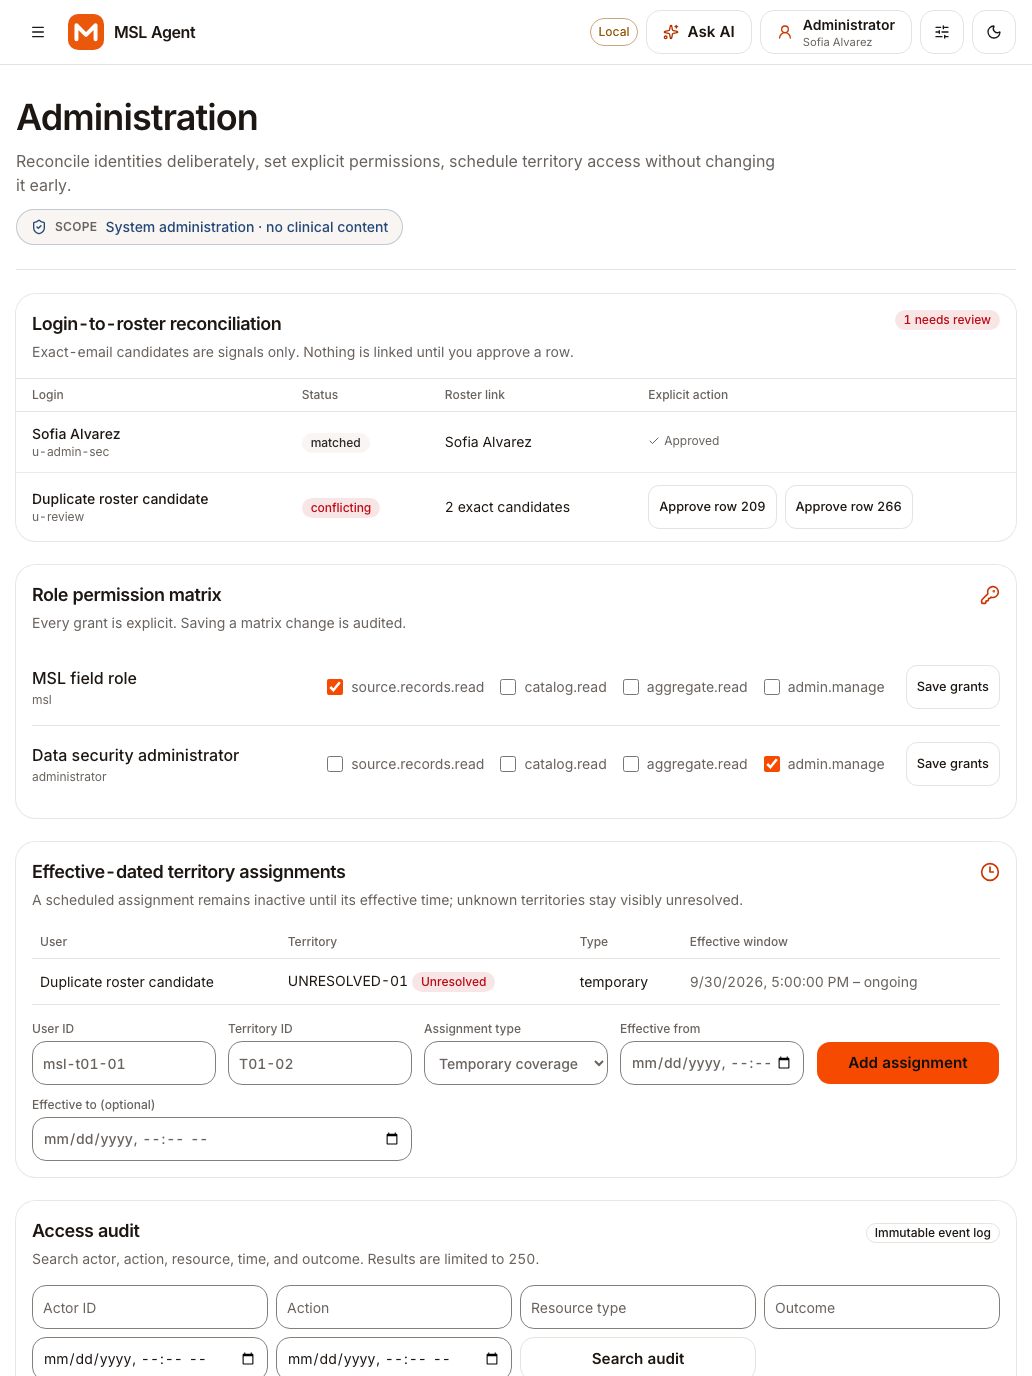 MSL Agent
Local
Ask AI
Administrator
Sofia Alvarez
Administration
Reconcile identities deliberately, set explicit permissions, schedule territory access without changing
it early.
SCOPE System administration · no clinical content
Login-to-roster reconciliation
1 needs review
Exact-email candidates are signals only. Nothing is linked until you approve a row.
Login Status Roster link Explicit action
Sofia Alvarez
u-admin-sec
matched
Sofia Alvarez
Approved
Duplicate roster candidate
u-review
conflicting
2 exact candidates
Approve row 209
Approve row 266
Role permission matrix
Every grant is explicit. Saving a matrix change is audited.
MSL field role
msl
source.records.read catalog.read aggregate.read admin.manage
Save grants
Data security administrator
administrator
source.records.read catalog.read aggregate.read admin.manage
Save grants
Effective-dated territory assignments
A scheduled assignment remains inactive until its effective time; unknown territories stay visibly unresolved.
User Territory Type Effective window
Duplicate roster candidate UNRESOLVED-01 Unresolved temporary 9/30/2026, 5:00:00 PM – ongoing
User ID Territory ID Assignment type Effective from
msl-t01-01 T01-02 Temporary coverage mm/dd/yyyy, --:-- Add assignment
Effective to (optional)
mm/dd/yyyy, --:-- --
Access audit
Immutable event log
Search actor, action, resource, time, and outcome. Results are limited to 250.
Actor ID Action Resource type Outcome
mm/dd/yyyy, --:-- -- mm/dd/yyyy, --:-- -- Search audit